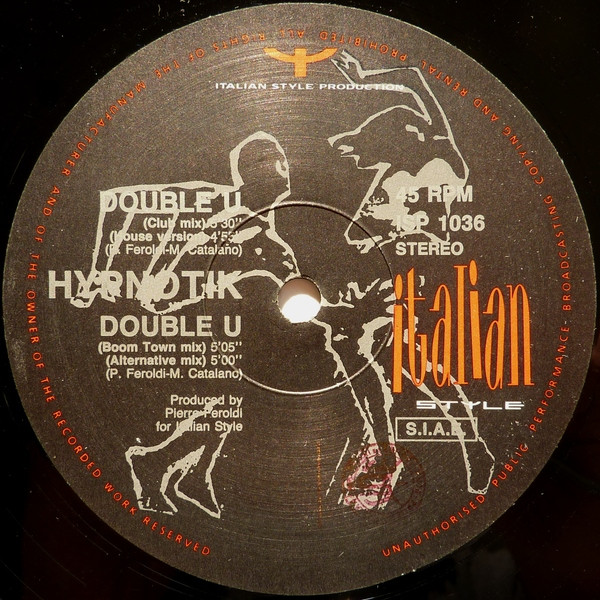 ITALIAN STYLE PRODUCTION
DOUBLE U
(Club mix) 5'30''
(House version) 4'53''
(P. Feroldi-M. Catalano)
HYPNOTIK
DOUBLE U
(Boom Town mix) 5'05''
(Alternative mix) 5'00''
(P. Feroldi-M. Catalano)
Produced by
Pierre Feroldi
for Italian Style
45 RPM
ISP 1036
STEREO
italian
STYLE
S.I.A.E.
ALL RIGHTS OF THE MANUFACTURER AND OF THE OWNER OF THE RECORDED WORK RESERVED
UNAUTHORISED PUBLIC PERFORMANCE- BROADCASTING COPYING AND RENTAL PROHIBITED